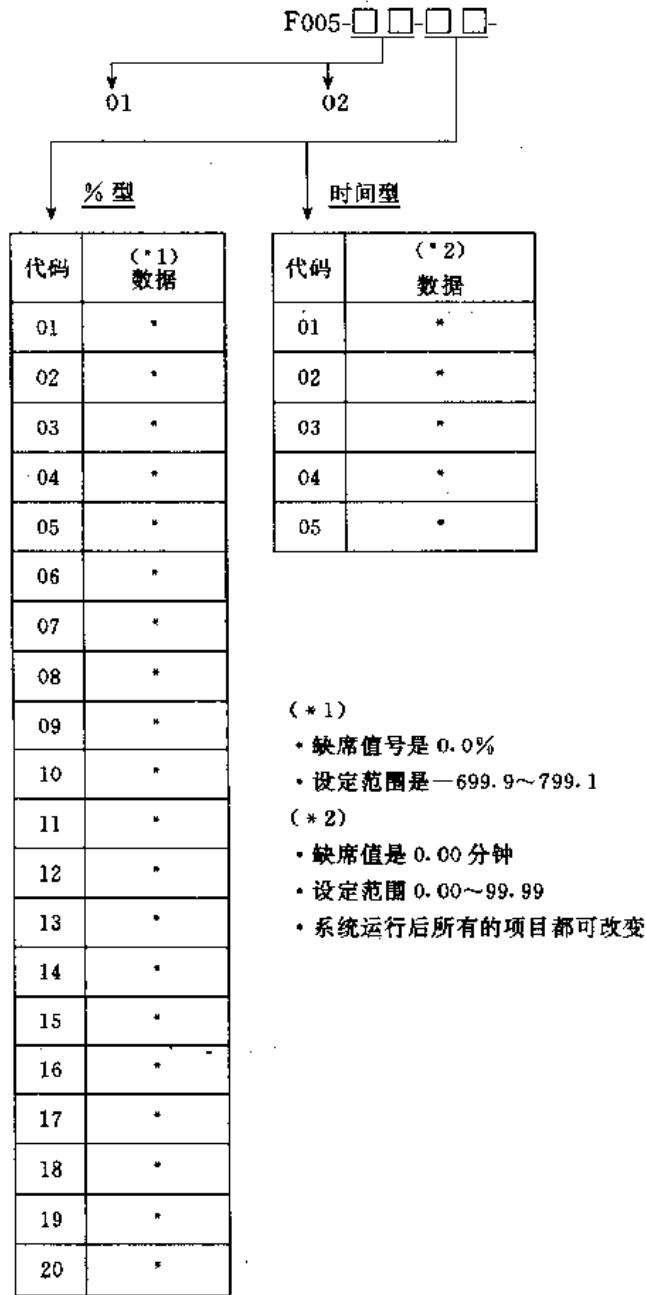 F005-□□-□□-
01 02
% 型 时间型
代码 (*1) 数据 代码 (*2) 数据
01 * 01 *
02 * 02 *
03 * 03 *
04 * 04 *
05 * 05 *
06 *
07 *
08 *
09 *
10 *
11 *
12 *
13 *
14 *
15 *
16 *
17 *
18 *
19 *
20 *
(*1)
・缺席值号是 0.0%
・设定范围是-699.9~799.1
(*2)
・缺席值是 0.00 分钟
・设定范围 0.00~99.99
・系统运行后所有的项目都可改变